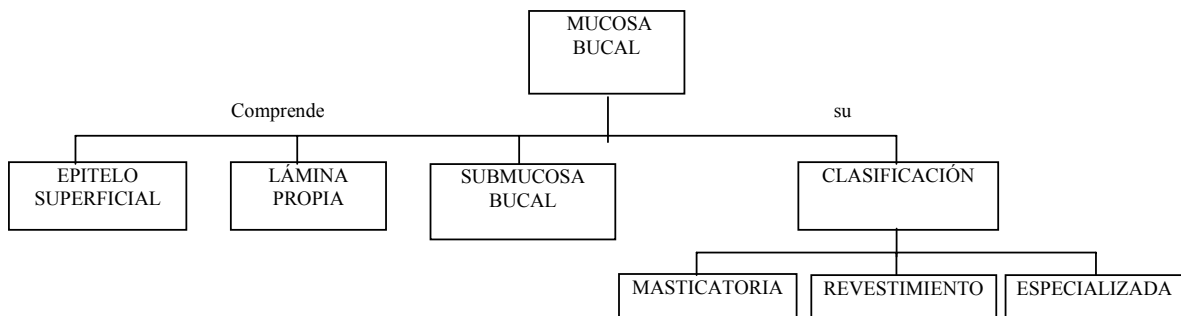 MUCOSA
BUCAL
Comprende
su
EPITELO
SUPERFICIAL
LÁMINA
PROPIA
SUBMUCOSA
BUCAL
CLASIFICACIÓN
MASTICATORIA
REVESTIMIENTO
ESPECIALIZADA